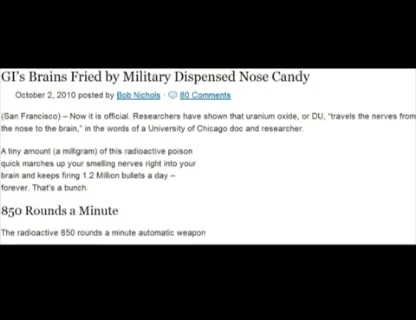 GI's Brains Fried by Military Dispensed Nose Candy
October 2, 2010 posted by Bob Nichols · 80 Comments
(San Francisco) – Now it is official. Researchers have shown that uranium oxide, or DU, "travels the nerves from
the nose to the brain," in the words of a University of Chicago doc and researcher.
A tiny amount (a milligram) of this radioactive poison
quick marches up your smelling nerves right into your
brain and keeps firing 1.2 Million bullets a day –
forever. That's a bunch.
850 Rounds a Minute
The radioactive 850 rounds a minute automatic weapon